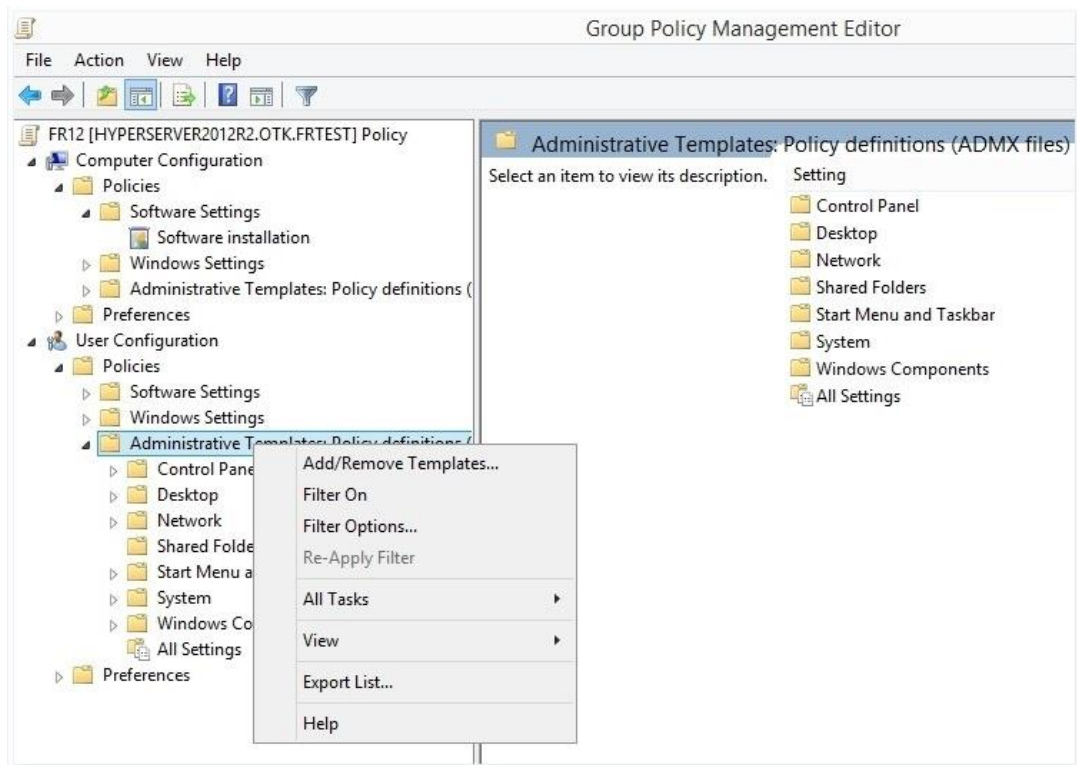 Group Policy Management Editor
File Action View Help
FR12 [HYPERSERVER2012R2.OTK.FRTEST] Policy
Computer Configuration
Policies
Software Settings
Software installation
Windows Settings
Administrative Templates: Policy definitions (
Preferences
User Configuration
Policies
Software Settings
Windows Settings
Administrative Templates: Policy definitions (
Control Pane
Desktop
Network
Shared Folde
Start Menu a
System
Windows Co
All Settings
Preferences
Add/Remove Templates...
Filter On
Filter Options...
Re-Apply Filter
All Tasks
View
Export List...
Help
Administrative Templates: Policy definitions (ADMX files)
Select an item to view its description.
Setting
Control Panel
Desktop
Network
Shared Folders
Start Menu and Taskbar
System
Windows Components
All Settings